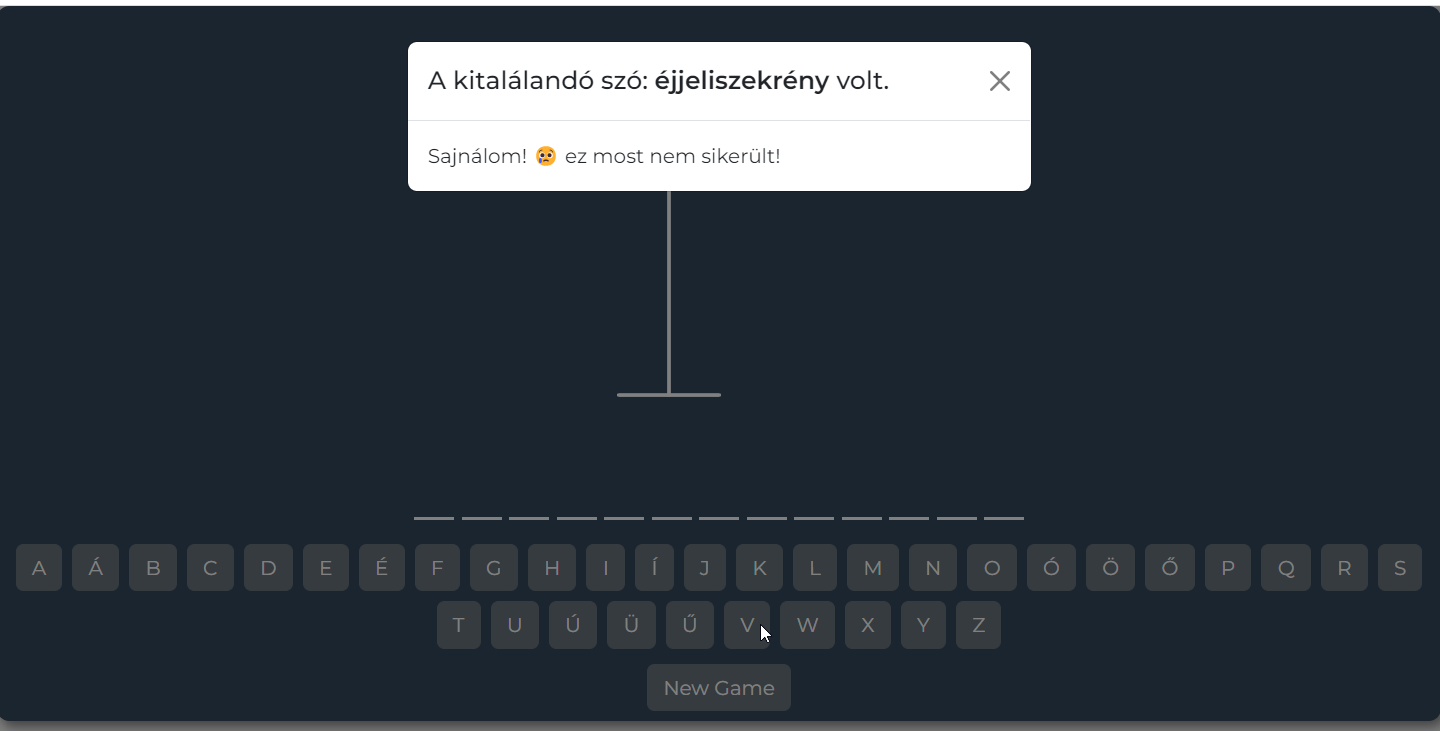 A kitalálandó szó: éjjeliszekrény volt.
Sajnálom! 😢 ez most nem sikerült!
A Á B C D E É F G H I Í J K L M N O Ó Ö Ő P Q R S
T U Ú Ü Ű V W X Y Z
New Game